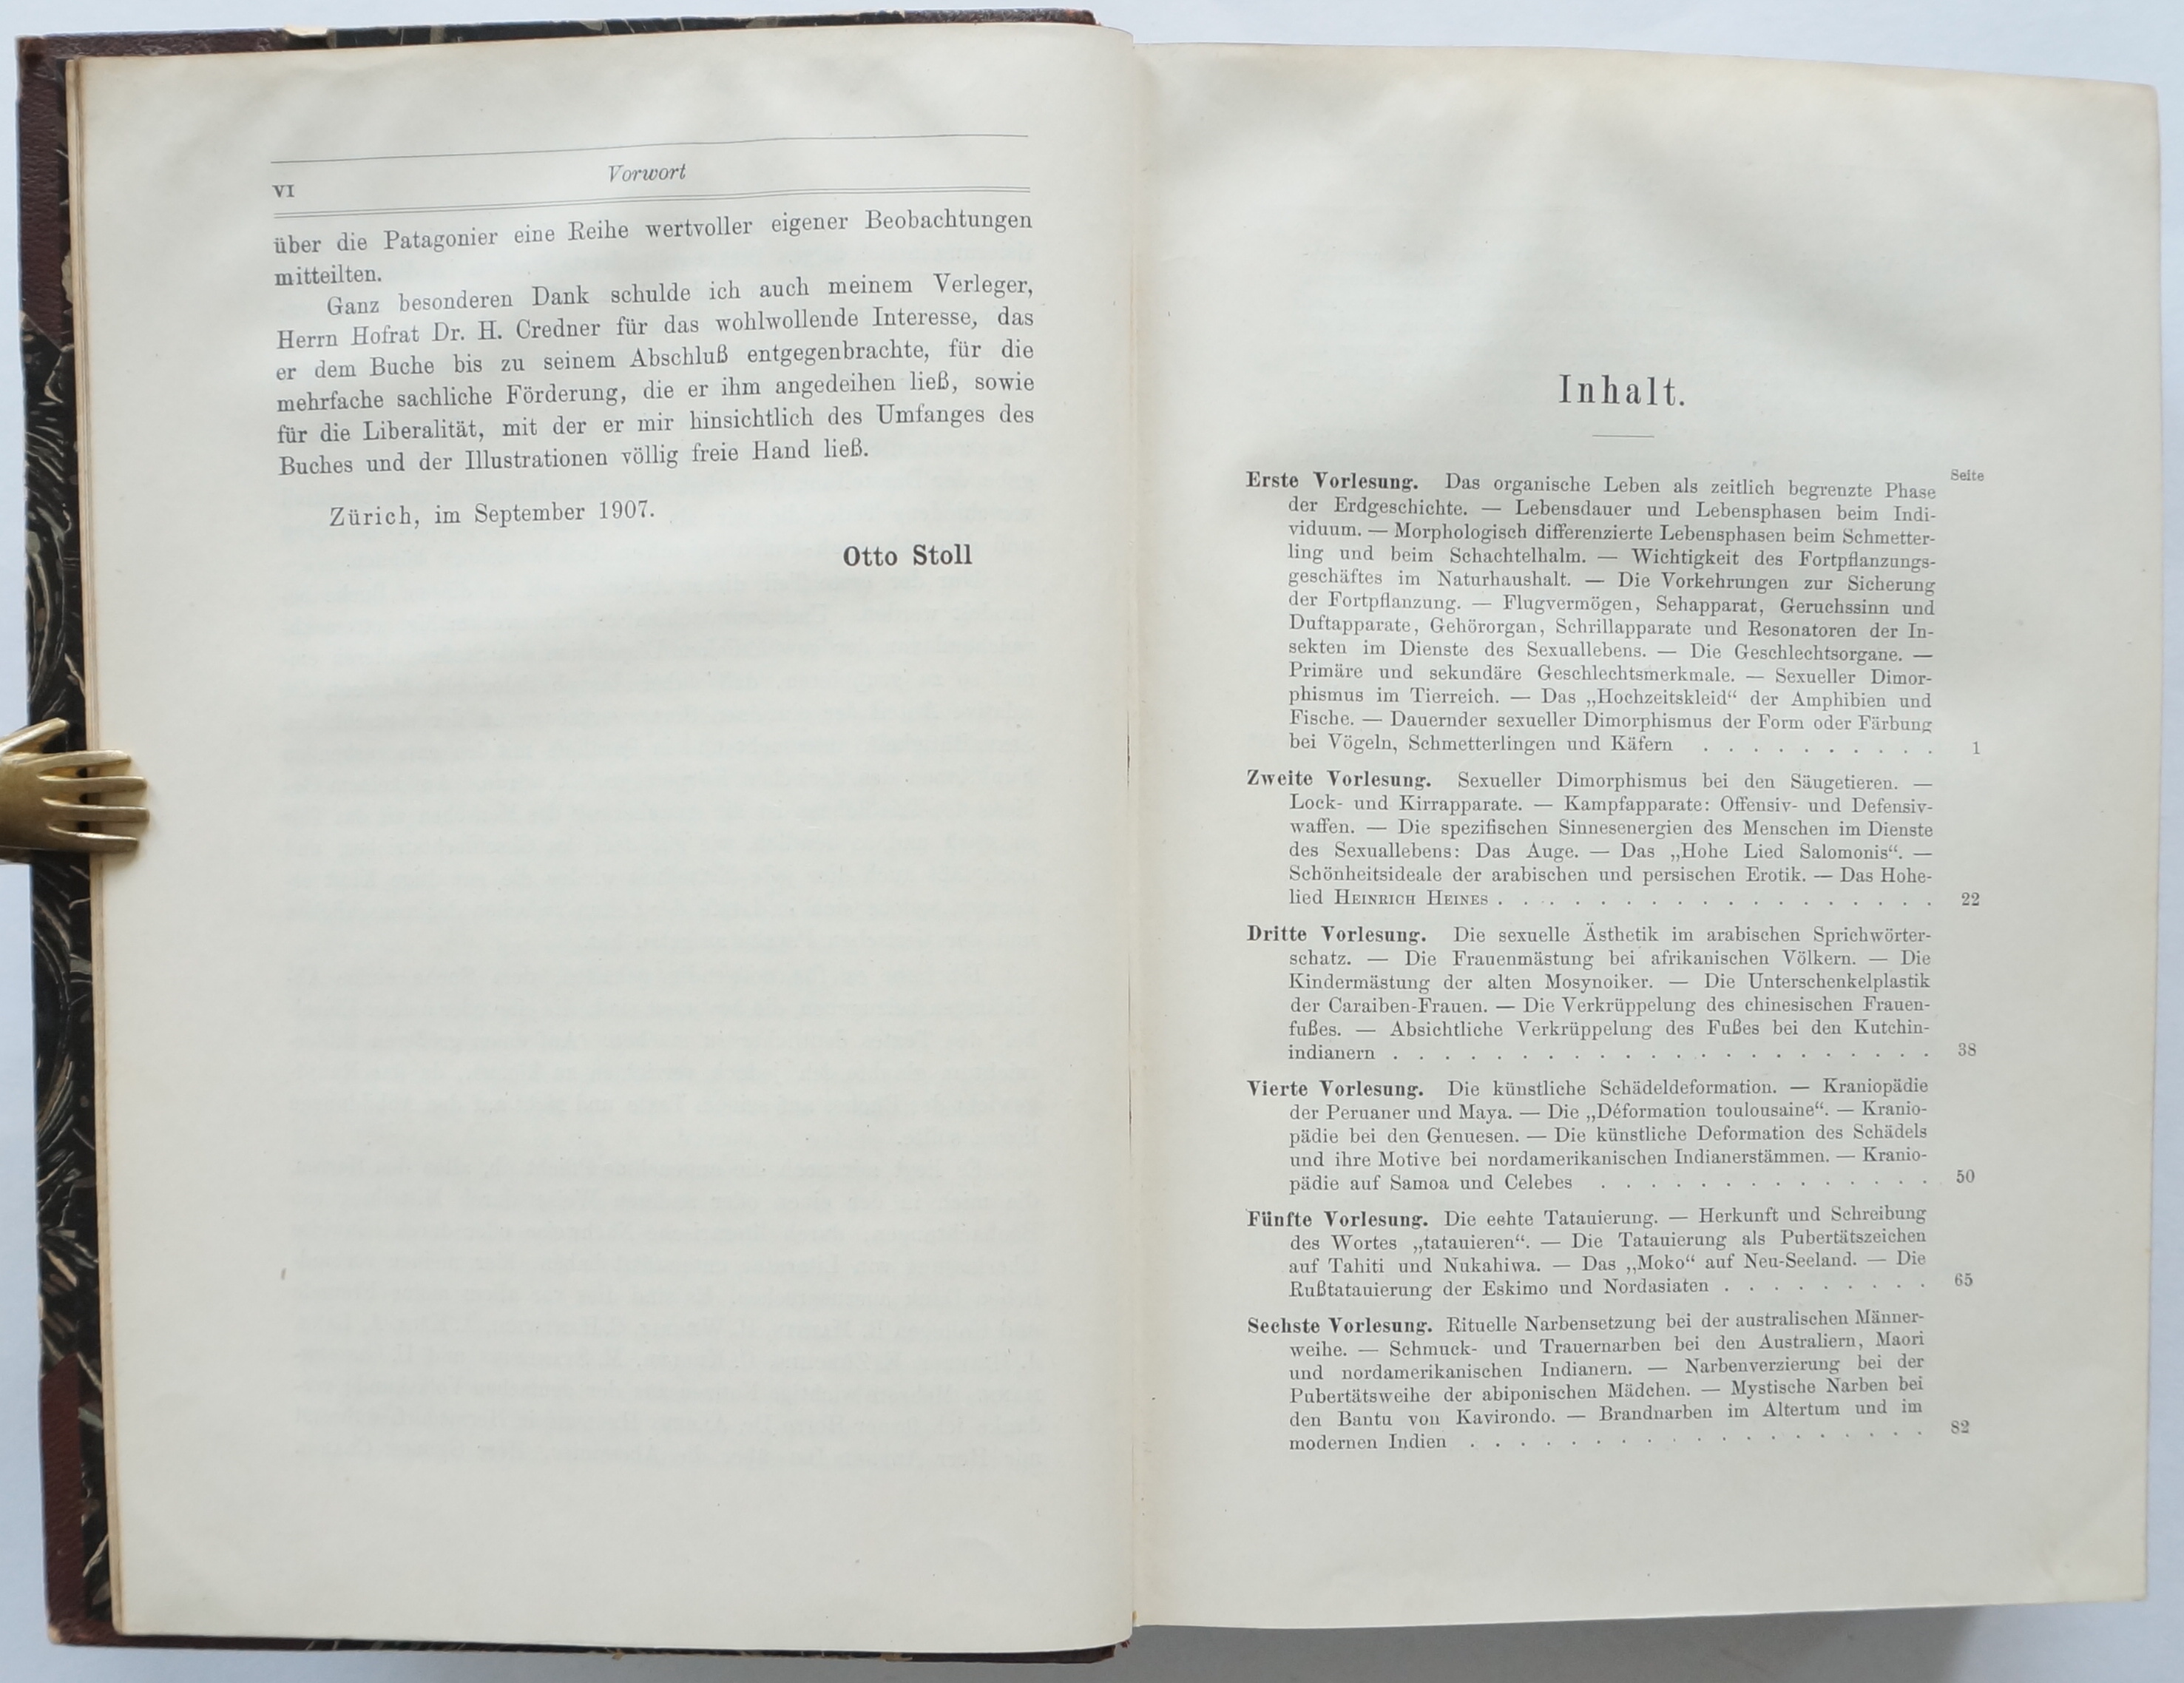 VI
Vorwort
über die Patagonier eine Reihe wertvoller eigener Beobachtungen
mitteilten.
Ganz besonderen Dank schulde ich auch meinem Verleger,
Herrn Hofrat Dr. H. Credner für das wohlwollende Interesse, das
er dem Buche bis zu seinem Abschluß entgegenbrachte, für die
mehrfache sachliche Förderung, die er ihm angedeihen ließ, sowie
für die Liberalität, mit der er mir hinsichtlich des Umfanges des
Buches und der Illustrationen völlig freie Hand ließ.
Zürich, im September 1907.
Otto Stoll
Inhalt.
Seite
Erste Vorlesung. Das organische Leben als zeitlich begrenzte Phase
der Erdgeschichte. — Lebensdauer und Lebensphasen beim Indi-
viduum. — Morphologisch differenzierte Lebensphasen beim Schmetter-
ling und beim Schachtelhalm. — Wichtigkeit des Fortpflanzungs-
geschäftes im Naturhaushalt. — Die Vorkehrungen zur Sicherung
der Fortpflanzung. — Flugvermögen, Sehapparat, Geruchssinn und
Duftapparate, Gehörorgan, Schrillapparate und Resonatoren der In-
sekten im Dienste des Sexuallebens. — Die Geschlechtsorgane. —
Primäre und sekundäre Geschlechtsmerkmale. — Sexueller Dimor-
phismus im Tierreich. — Das „Hochzeitskleid“ der Amphibien und
Fische. — Dauernder sexueller Dimorphismus der Form oder Färbung
bei Vögeln, Schmetterlingen und Käfern . . . . . . . . . . 1
Zweite Vorlesung. Sexueller Dimorphismus bei den Säugetieren. —
Lock- und Kirrapparate. — Kampfapparate: Offensiv- und Defensiv-
waffen. — Die spezifischen Sinnesenergien des Menschen im Dienste
des Sexuallebens: Das Auge. — Das „Hohe Lied Salomonis“. —
Schönheitsideale der arabischen und persischen Erotik. — Das Hohe-
lied HEINRICH HEINES . . . . . . . . . . . . . . . . . 22
Dritte Vorlesung. Die sexuelle Ästhetik im arabischen Sprichwörter-
schatz. — Die Frauenmästung bei afrikanischen Völkern. — Die
Kindermästung der alten Mosynoiker. — Die Unterschenkelplastik
der Caraiben-Frauen. — Die Verkrüppelung des chinesischen Frauen-
fußes. — Absichtliche Verkrüppelung des Fußes bei den Kutchin-
indianern . . . . . . . . . . . . . . . . . . . . . 38
Vierte Vorlesung. Die künstliche Schädeldeformation. — Kraniopädie
der Peruaner und Maya. — Die „Déformation toulousaine“. — Kranio-
pädie bei den Genuesen. — Die künstliche Deformation des Schädels
und ihre Motive bei nordamerikanischen Indianerstämmen. — Kranio-
pädie auf Samoa und Celebes . . . . . . . . . . . . . 50
Fünfte Vorlesung. Die echte Tatauierung. — Herkunft und Schreibung
des Wortes „tatauieren“. — Die Tatauierung als Pubertätszeichen
auf Tahiti und Nukahiwa. — Das „Moko“ auf Neu-Seeland. — Die
Rußtatauierung der Eskimo und Nordasiaten . . . . . . . . 65
Sechste Vorlesung. Rituelle Narbensetzung bei der australischen Männer-
weihe. — Schmuck- und Trauernarben bei den Australiern, Maori
und nordamerikanischen Indianern. — Narbenverzierung bei der
Pubertätsweihe der abiponischen Mädchen. — Mystische Narben bei
den Bantu von Kavirondo. — Brandnarben im Altertum und im
modernen Indien . . . . . . . . . . . . . . . . . . 82